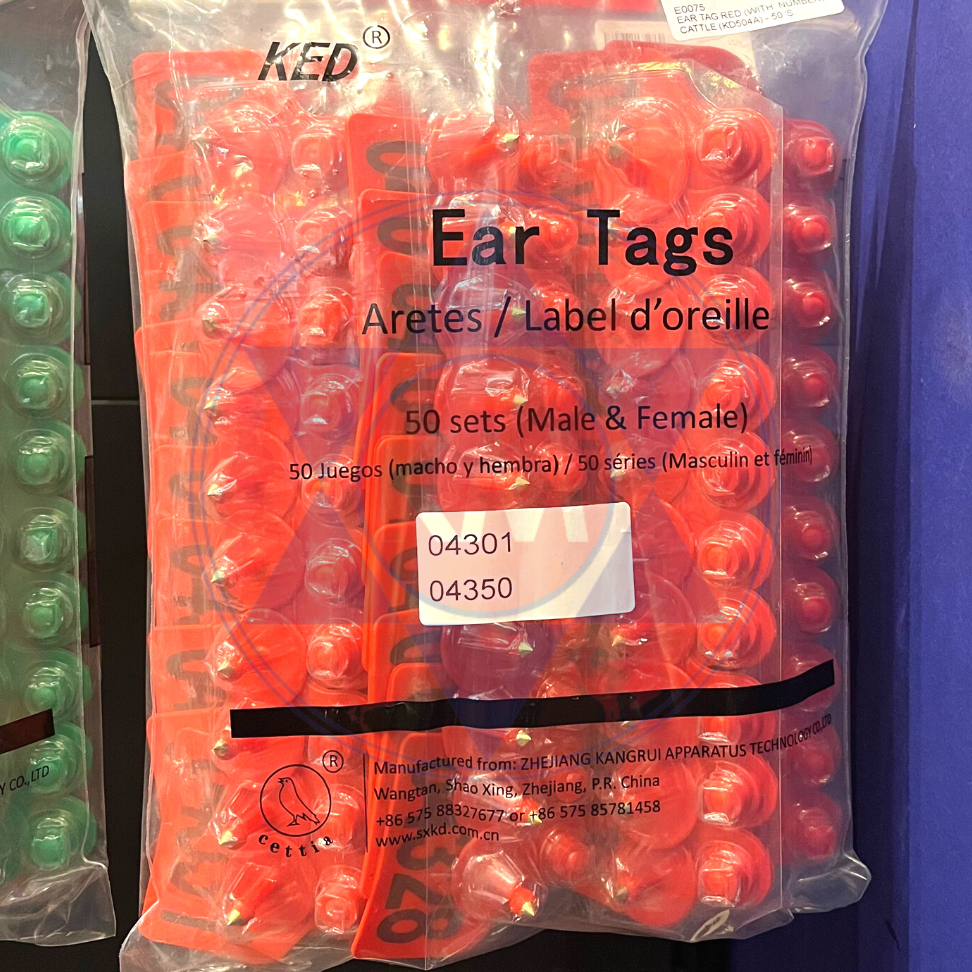 E0075
EAR TAG RED (WITH NUMBER)
CATTLE (KD504A) - 50'S
KED®
Ear Tags
Aretes / Label d'oreille
50 sets (Male & Female)
50 Juegos (macho y hembra) / 50 séries (Masculin et féminin)
04301
04350
®
cettia
Manufactured from: ZHEJIANG KANGRUI APPARATUS TECHNOLOGY CO.,LTD
Wangtan, Shao Xing, Zhejiang, P.R. China
+86 575 88327677 or +86 575 85781458
www.sxkd.com.cn
Y CO.,LTD